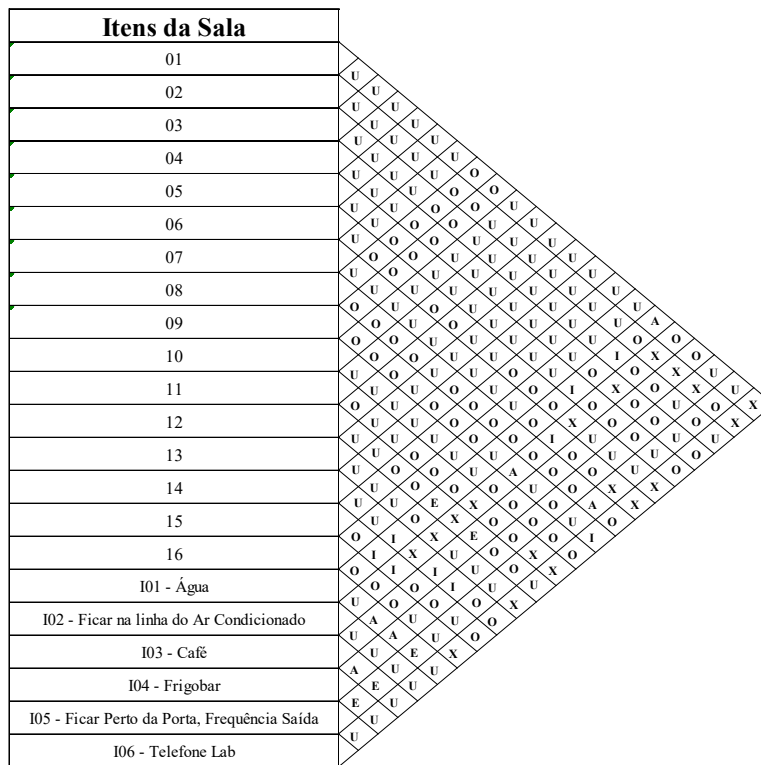 Itens da Sala
01
U
02 U
U U
03 U U
U U U
04 U U U
U U U O
05 U U O O
U U O O U
06 U O O U U
U O O U U U
07 O O U U U U
U O U U U U U
08 U U U U U U U
O U O U U U U U
09 O U O U U U U A
O O U U U U O O
10 O O U U U U I X O
U O U U O U O O X U
11 U U O U O I X O X U
O U O O U O O O U O X
12 U U O O O X O O O X
U U U O O I U O U U
13 U O U U O O U U O
U O O U A O O U O
14 U O O O U O X X
U U E X O O A X
15 U O X O O U O
O I X E O O I
16 I X U O X O
O I I U O X
I01 - Água O O I U U
U O O O X
I02 - Ficar na linha do Ar Condicionado A U U O
U A U O
I03 - Café U E X
A U U
I04 - Frigobar E U
E U
I05 - Ficar Perto da Porta, Frequência Saída U
U
I06 - Telefone Lab